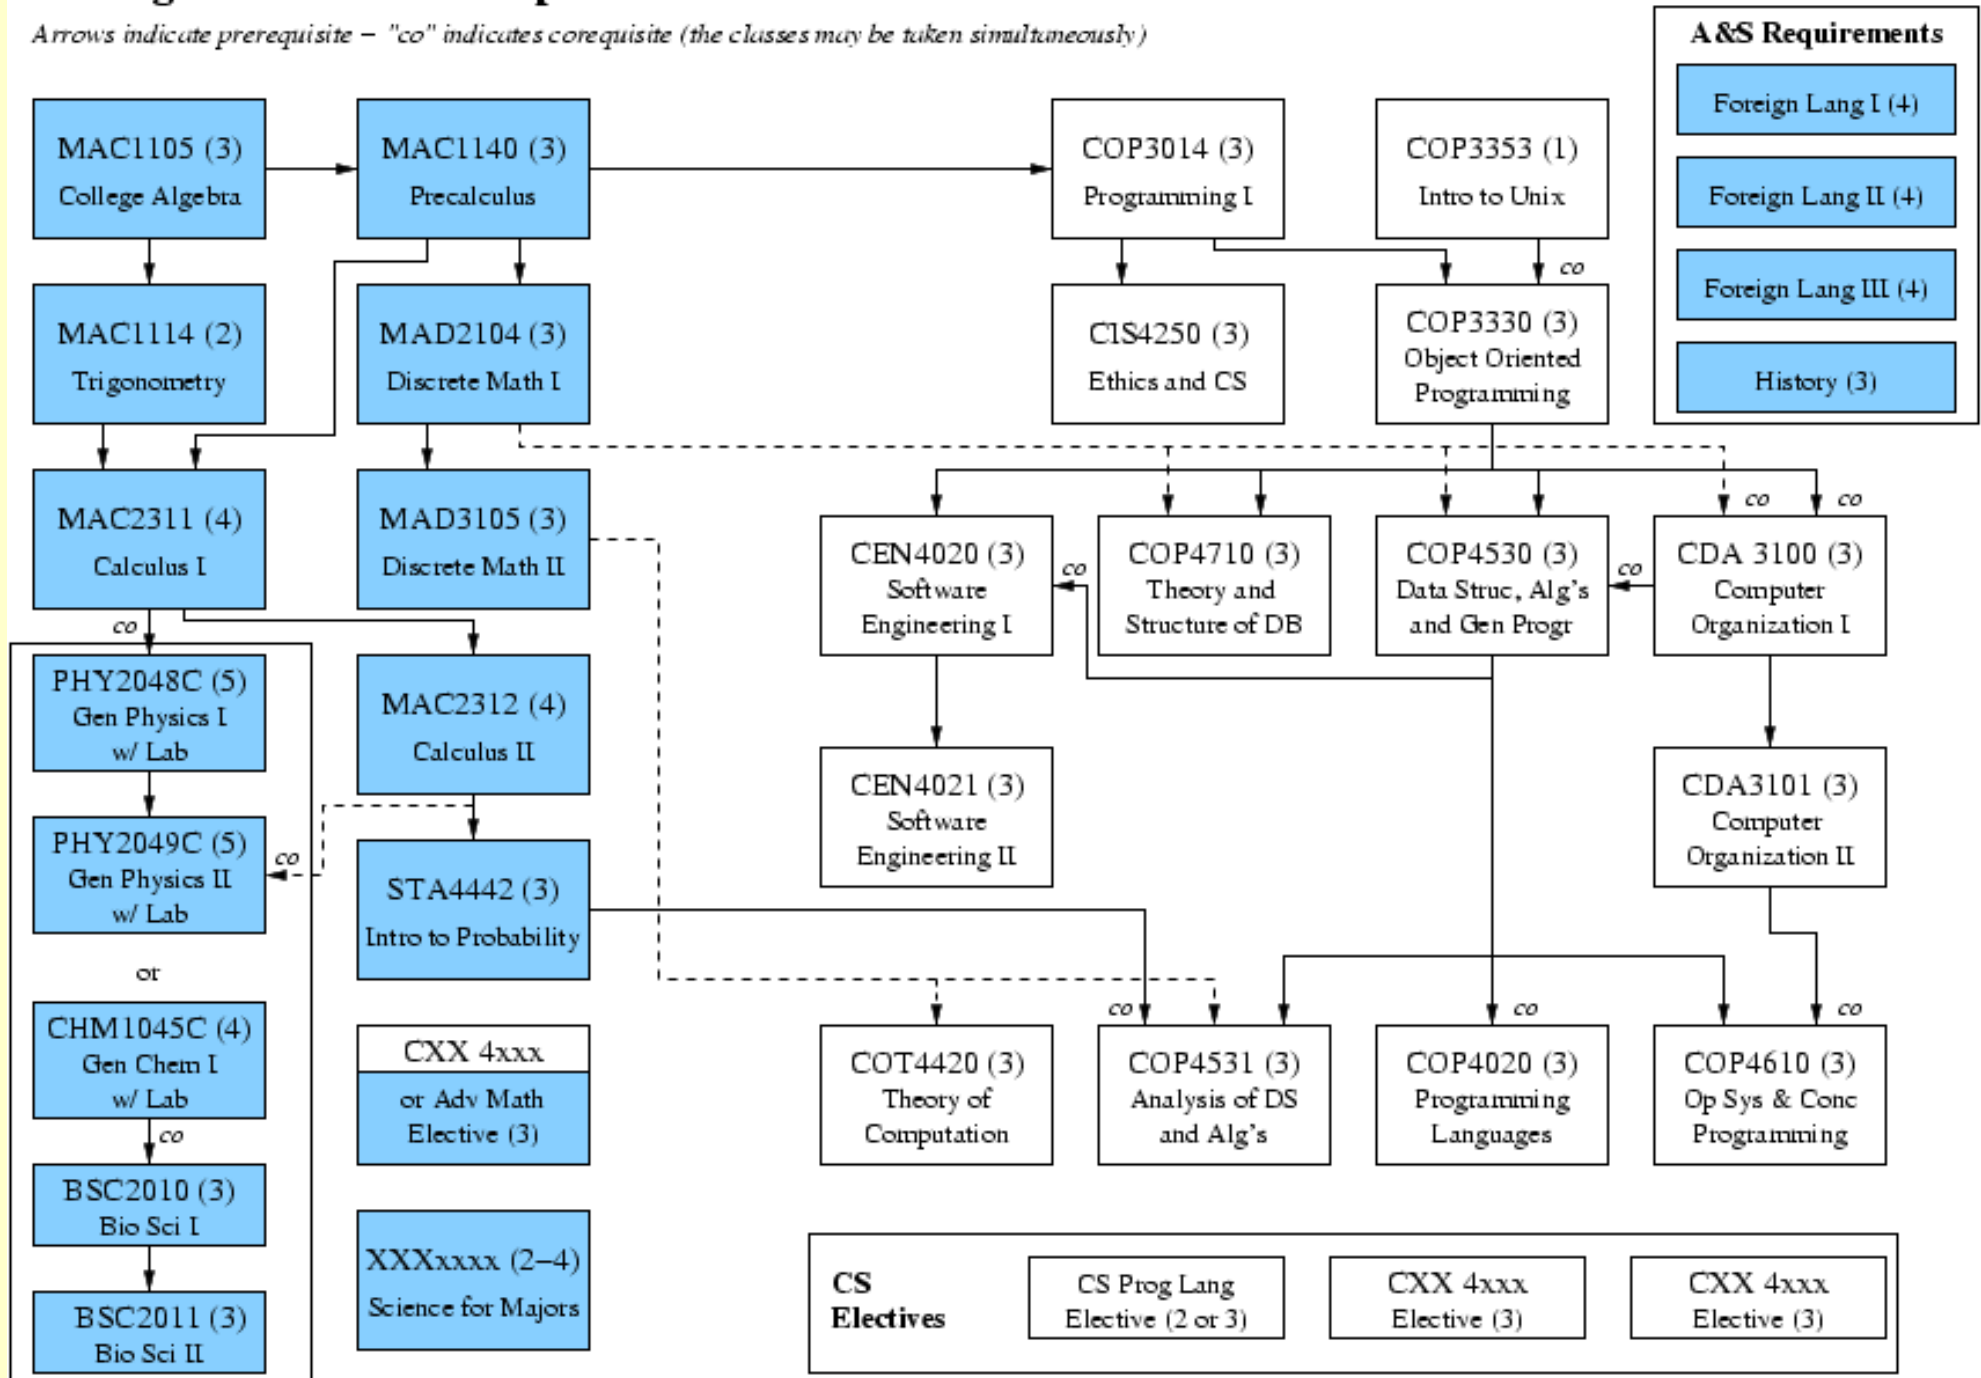 Arrows indicate prerequisite – "co" indicates corequisite (the classes may be taken simultaneously)
A&S Requirements
Foreign Lang I (4)
Foreign Lang II (4)
Foreign Lang III (4)
History (3)
MAC1105 (3)
College Algebra
MAC1140 (3)
Precalculus
COP3014 (3)
Programming I
COP3353 (1)
Intro to Unix
co
MAC1114 (2)
Trigonometry
MAD2104 (3)
Discrete Math I
CIS4250 (3)
Ethics and CS
COP3330 (3)
Object Oriented
Programming
MAC2311 (4)
Calculus I
MAD3105 (3)
Discrete Math II
CEN4020 (3)
Software
Engineering I
co
COP4710 (3)
Theory and
Structure of DB
COP4530 (3)
Data Struc, Alg's
and Gen Progr
co
co
co
CDA 3100 (3)
Computer
Organization I
co
PHY2048C (5)
Gen Physics I
w/ Lab
MAC2312 (4)
Calculus II
CEN4021 (3)
Software
Engineering II
CDA3101 (3)
Computer
Organization II
PHY2049C (5)
Gen Physics II
w/ Lab
co
STA4442 (3)
Intro to Probability
or
CHM1045C (4)
Gen Chem I
w/ Lab
co
CXX 4xxx
or Adv Math
Elective (3)
COT4420 (3)
Theory of
Computation
co
COP4531 (3)
Analysis of DS
and Alg's
co
COP4020 (3)
Programming
Languages
co
COP4610 (3)
Op Sys & Conc
Programming
BSC2010 (3)
Bio Sci I
BSC2011 (3)
Bio Sci II
XXXxxxx (2–4)
Science for Majors
CS
Electives
CS Prog Lang
Elective (2 or 3)
CXX 4xxx
Elective (3)
CXX 4xxx
Elective (3)